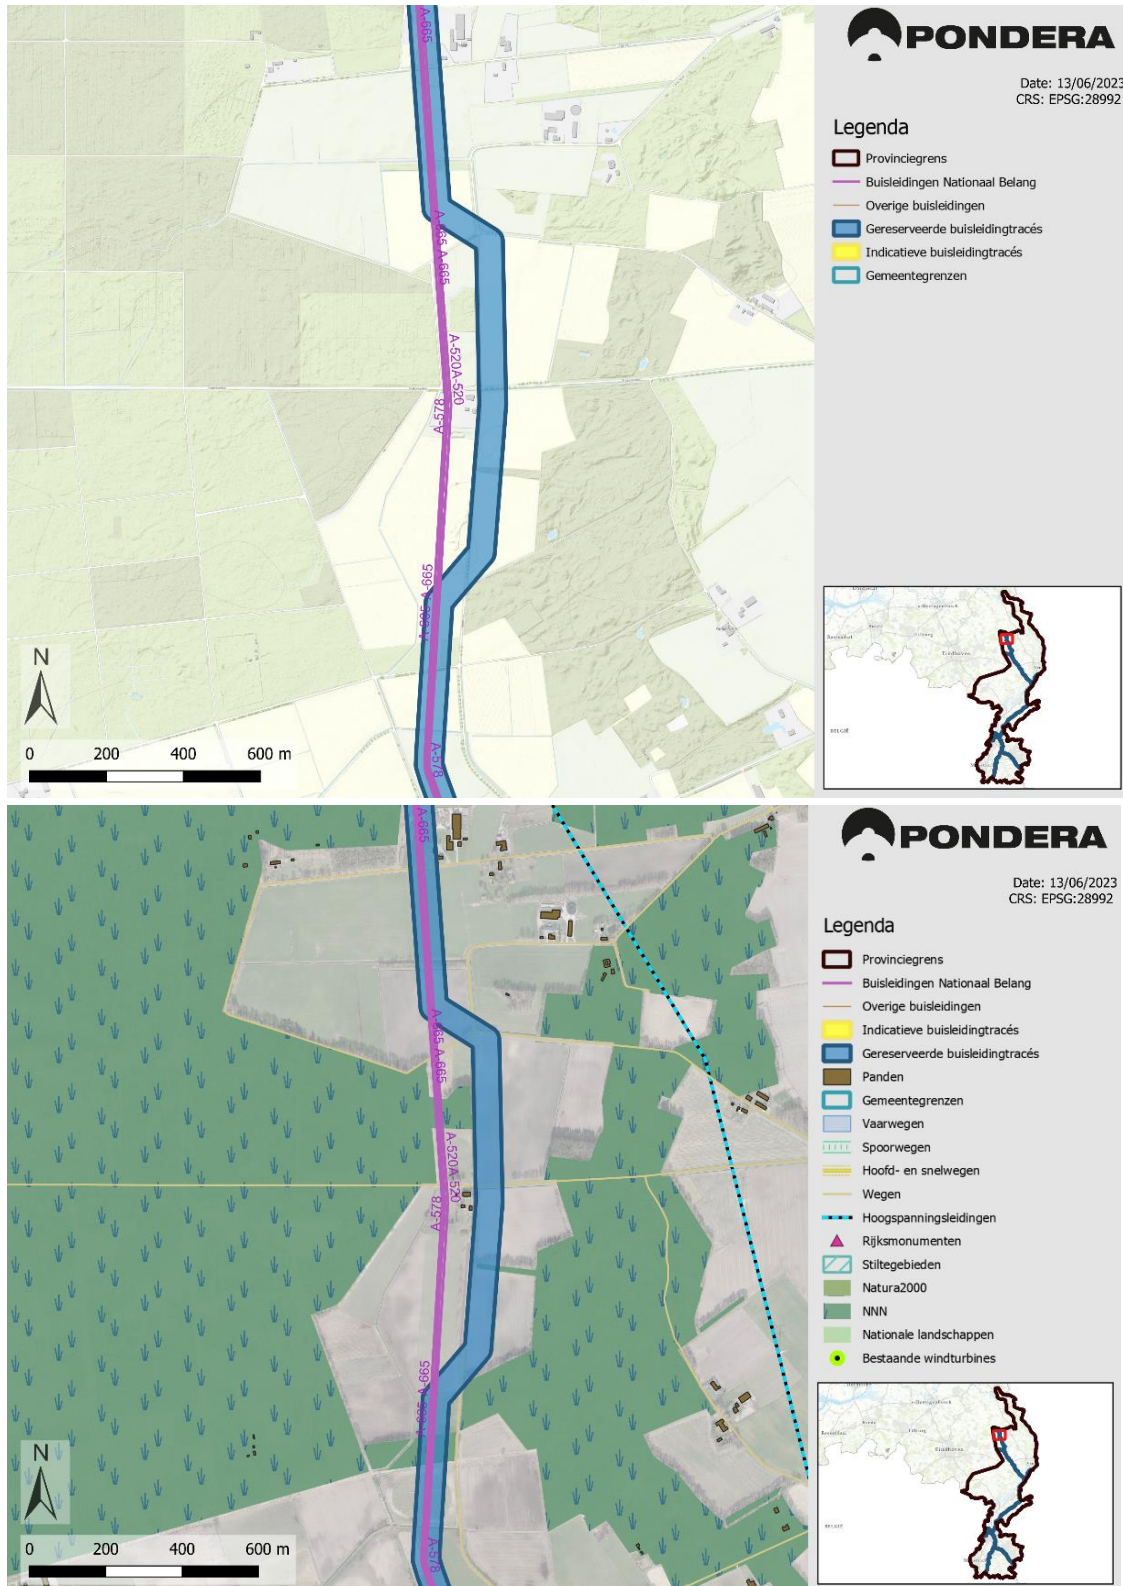 PONDERA
Date: 13/06/2023
CRS: EPSG:28992
Legenda
Provinciegrens
Buisleidingen Nationaal Belang
Overige buisleidingen
Gereserveerde buisleidingtracés
Indicatieve buisleidingtracés
Gemeentegrenzen
A-665
A-665 A-665
A-520A-520
A-578
A-665
A-578
N
0 200 400 600 m
Eindhoven
BELGIË
PONDERA
Date: 13/06/2023
CRS: EPSG:28992
Legenda
Provinciegrens
Buisleidingen Nationaal Belang
Overige buisleidingen
Indicatieve buisleidingtracés
Gereserveerde buisleidingtracés
Panden
Gemeentegrenzen
Vaarwegen
Spoorwegen
Hoofd- en snelwegen
Wegen
Hoogspanningsleidingen
Rijksmonumenten
Stiltegebieden
Natura2000
NNN
Nationale landschappen
Bestaande windturbines
A-665
A-665 A-665
A-520A-520
A-578
A-665
A-578
N
0 200 400 600 m
Eindhoven